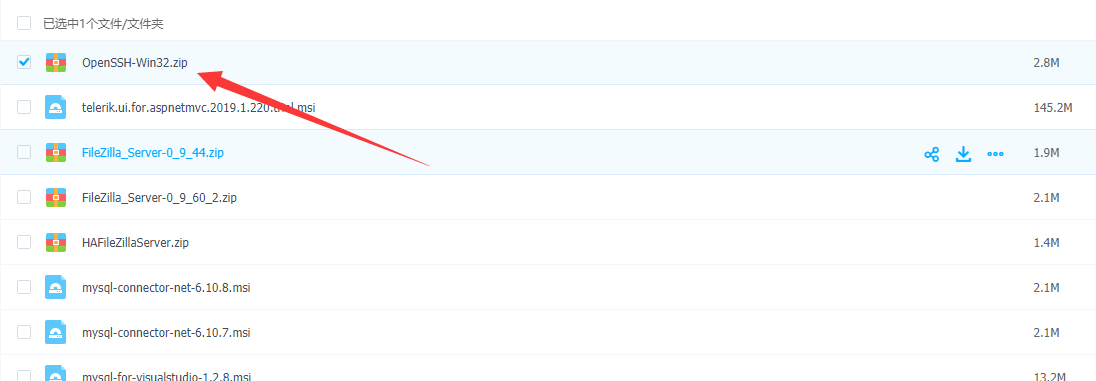 已选中1个文件/文件夹
OpenSSH-Win32.zip 2.8M
telerik.ui.for.aspnetmvc.2019.1.220.trial.msi 145.2M
FileZilla_Server-0_9_44.zip 1.9M
FileZilla_Server-0_9_60_2.zip 2.1M
HAFileZillaServer.zip 1.4M
mysql-connector-net-6.10.8.msi 2.1M
mysql-connector-net-6.10.7.msi 2.1M
mysql-for-visualstudio-1.2.8.msi 13.2M